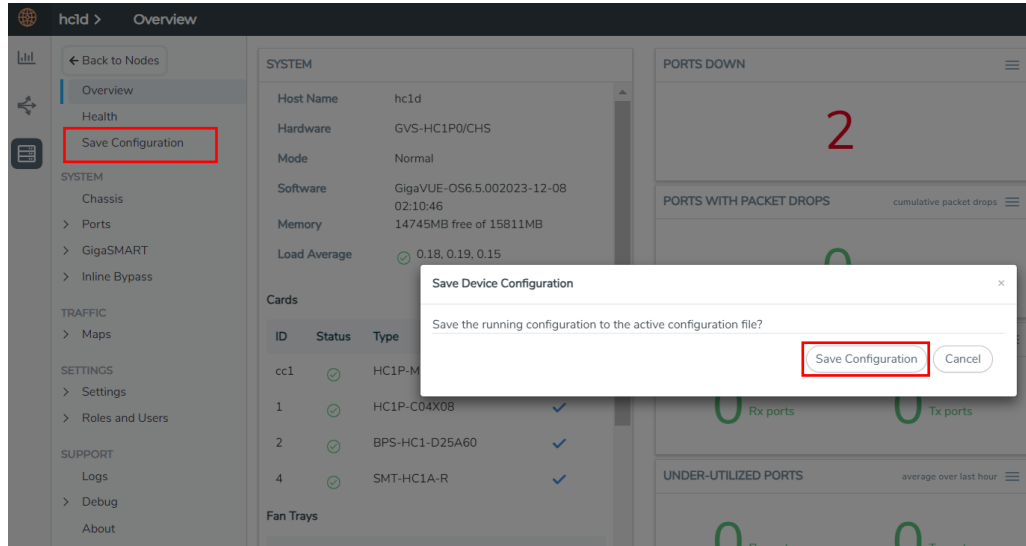 hc1d > Overview
← Back to Nodes
Overview
Health
Save Configuration
SYSTEM
Chassis
> Ports
> GigaSMART
> Inline Bypass
TRAFFIC
> Maps
SETTINGS
> Settings
> Roles and Users
SUPPORT
Logs
> Debug
About
SYSTEM
Host Name hc1d
Hardware GVS-HC1P0/CHS
Mode Normal
Software GigaVUE-OS6.5.002023-12-08
02:10:46
Memory 14745MB free of 15811MB
Load Average 0.18, 0.19, 0.15
Cards
ID Status Type
cc1 HC1P-M
1 HC1P-C04X08
2 BPS-HC1-D25A60
4 SMT-HC1A-R
Fan Trays
PORTS DOWN
2
PORTS WITH PACKET DROPS cumulative packet drops
Save Device Configuration ×
Save the running configuration to the active configuration file?
Save Configuration Cancel
0 Rx ports 0 Tx ports
UNDER-UTILIZED PORTS average over last hour